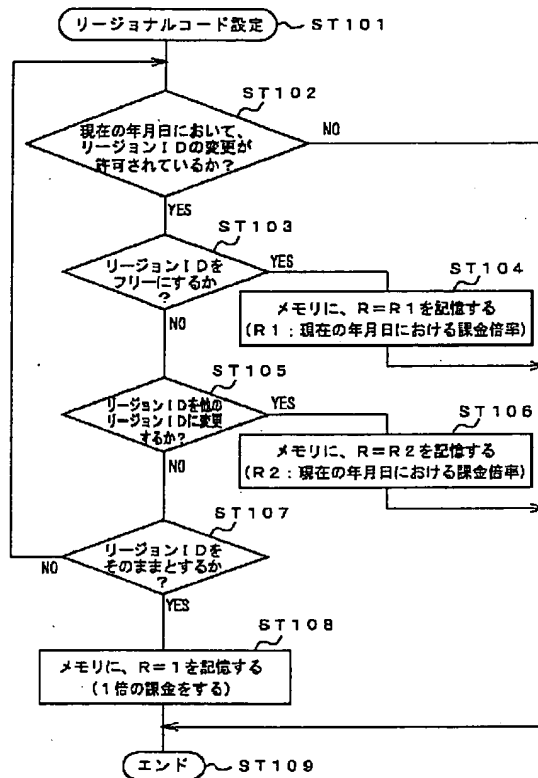 リージョナルコード設定
ST101
ST102
現在の年月日において、
リージョンIDの変更が
許可されているか?
NO
YES
ST103
リージョンIDを
フリーにするか
?
YES
NO
ST104
メモリに、R=R1を記憶する
(R1:現在の年月日における課金倍率)
ST105
リージョンIDを他の
リージョンIDに変更
するか?
YES
NO
ST106
メモリに、R=R2を記憶する
(R2:現在の年月日における課金倍率)
ST107
リージョンIDを
そのままとするか
?
NO
YES
ST108
メモリに、R=1を記憶する
(1倍の課金をする)
エンド
ST109